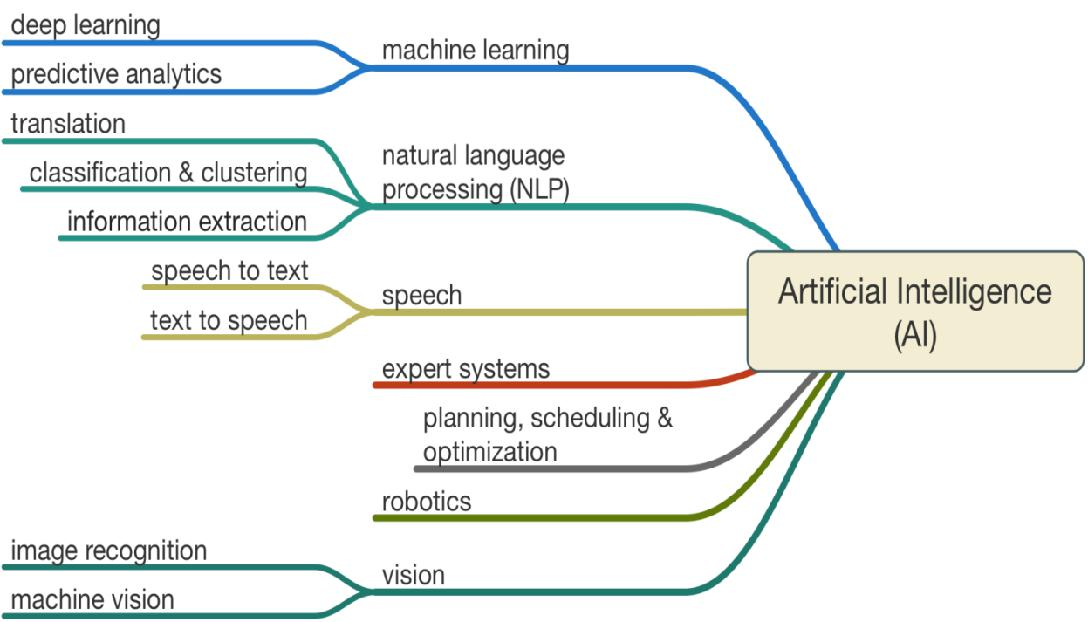 deep learning
predictive analytics
machine learning
translation
classification & clustering
information extraction
natural language
processing (NLP)
speech to text
text to speech
speech
expert systems
planning, scheduling &
optimization
robotics
image recognition
machine vision
vision
Artificial Intelligence
(AI)